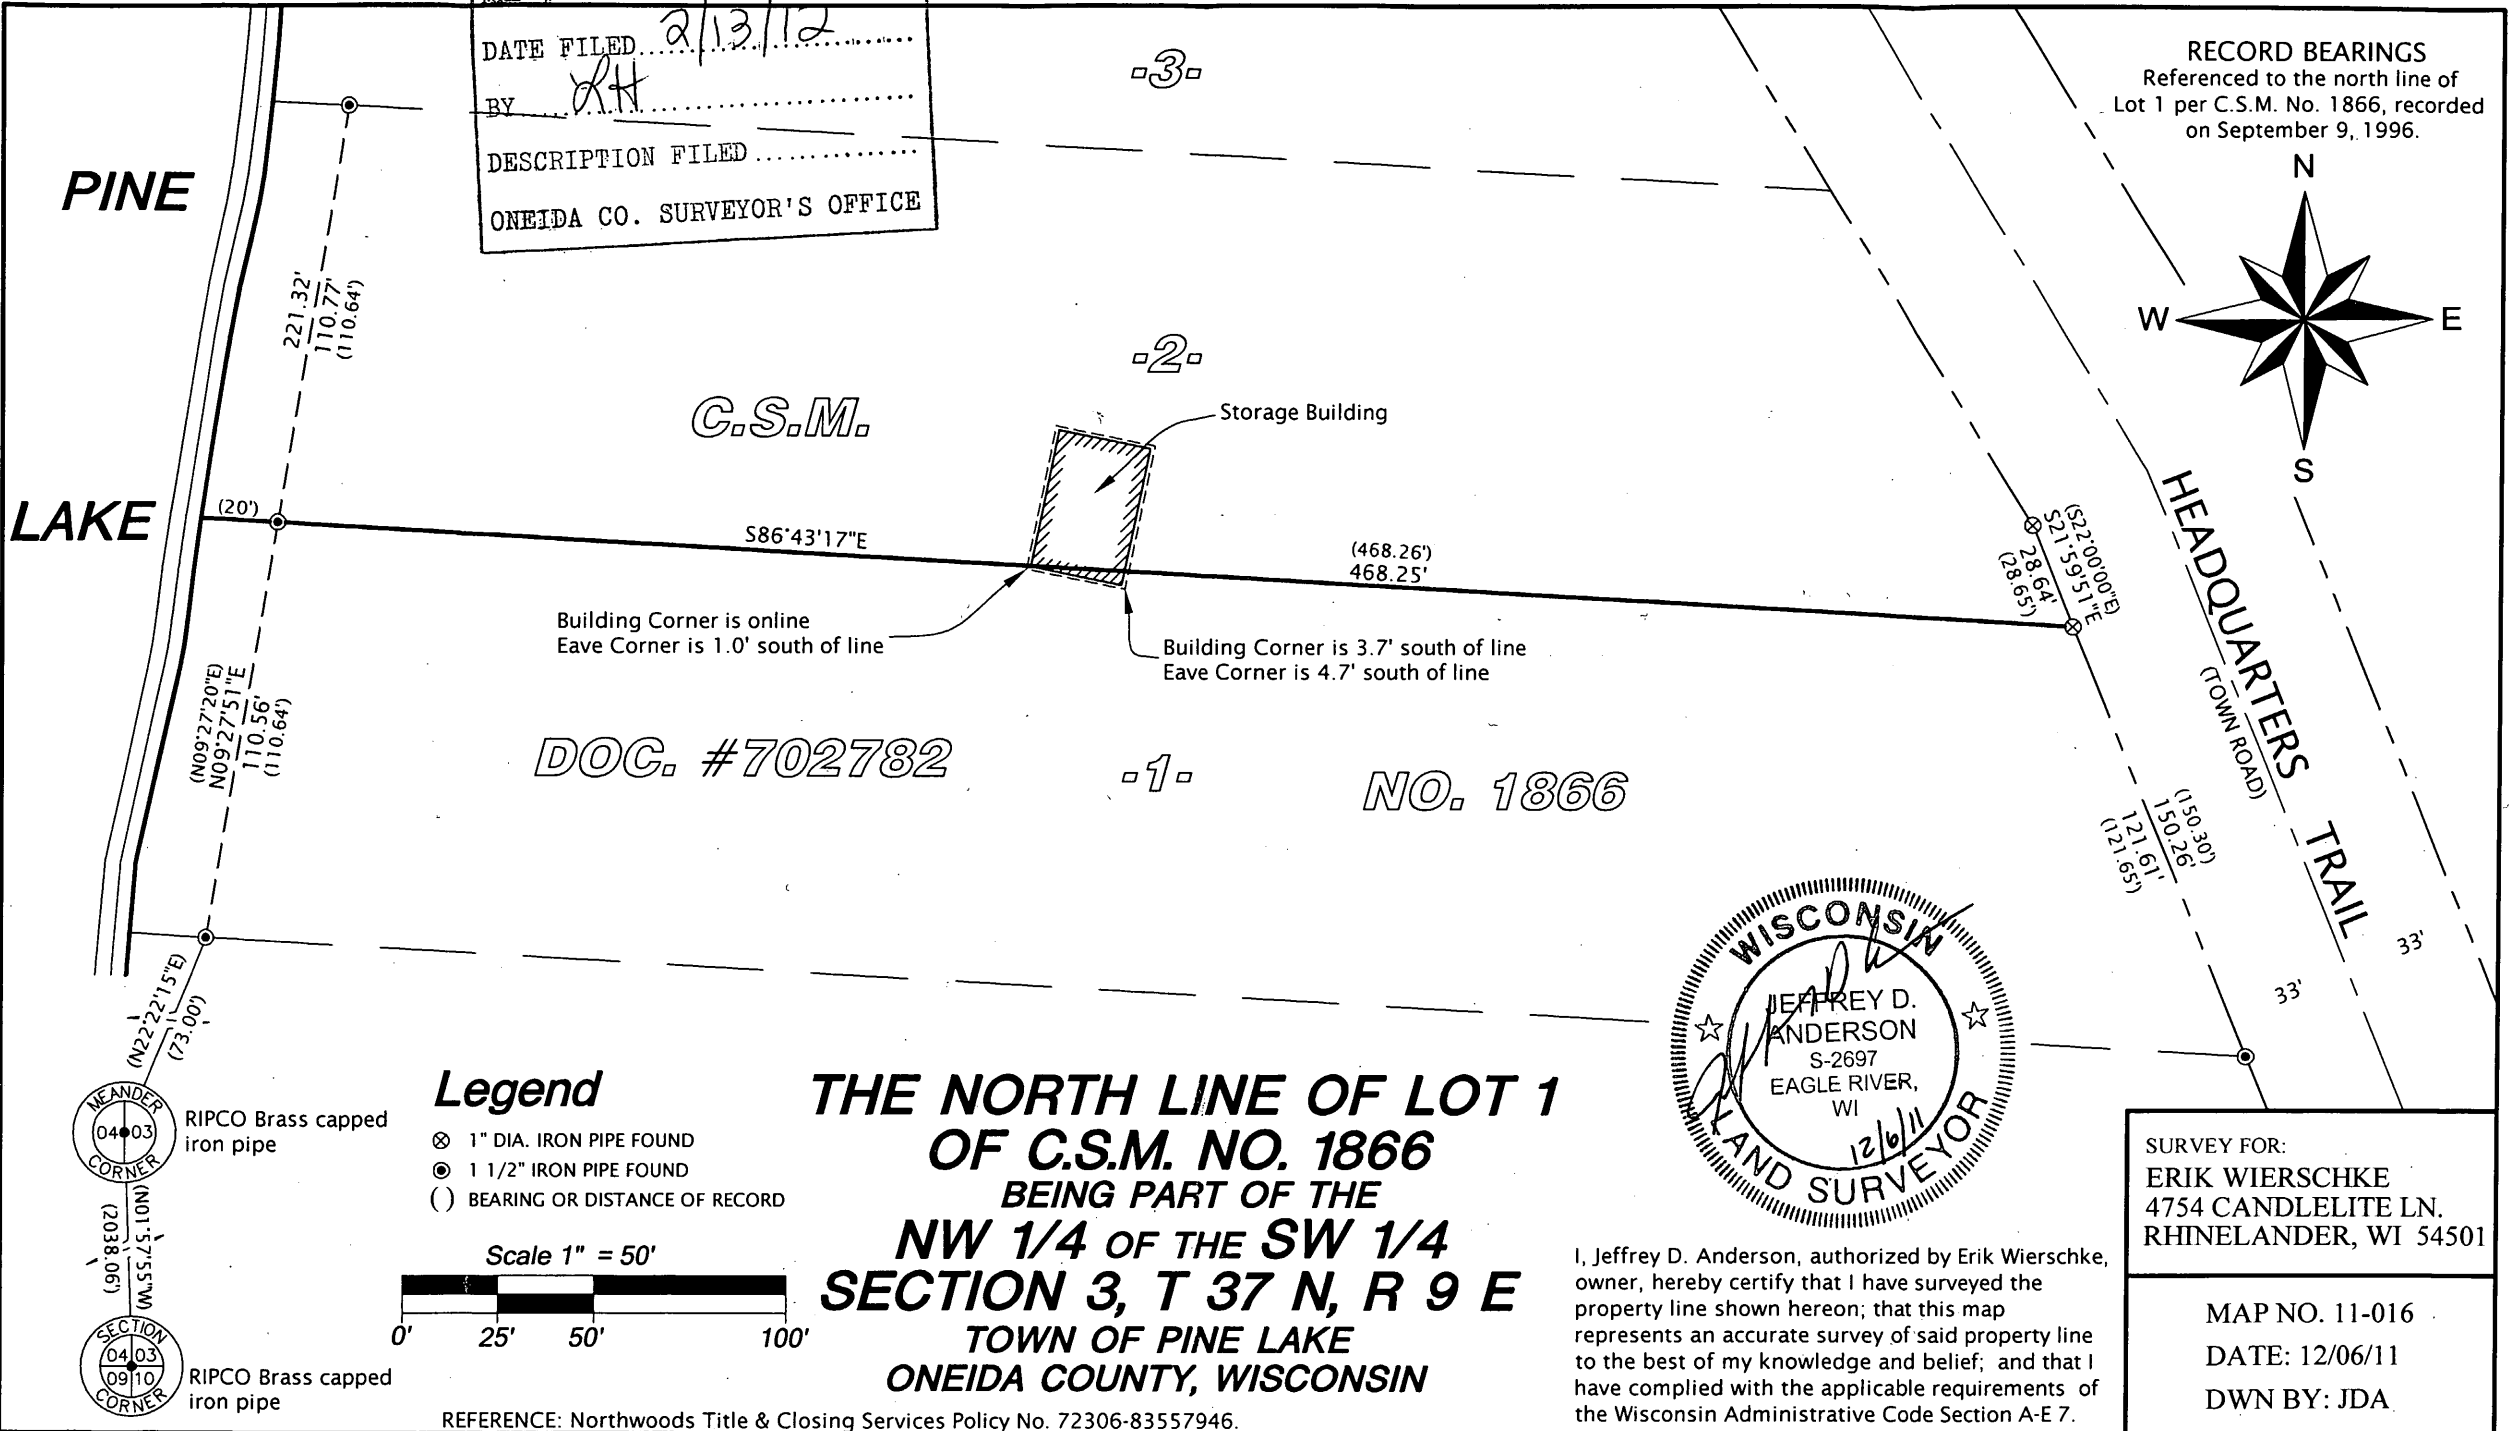 DATE FILED 2/13/12
BY LH
DESCRIPTION FILED
ONEIDA CO. SURVEYOR'S OFFICE
RECORD BEARINGS
Referenced to the north line of
Lot 1 per C.S.M. No. 1866, recorded
on September 9, 1996.
N
W
E
S
-3-
PINE
LAKE
221.32'
110.77'
(110.64')
-2-
C.S.M.
Storage Building
(20')
S86°43'17"E
(468.26')
468.25'
(S22°00'00"E)
S21°59'51"E
28.64'
(28.65')
Building Corner is online
Eave Corner is 1.0' south of line
Building Corner is 3.7' south of line
Eave Corner is 4.7' south of line
HEADQUARTERS TRAIL
(TOWN ROAD)
(N09°27'20"E)
N09°27'51"E
110.56'
(110.64')
DOC. #702782
-1-
NO. 1866
(150.30')
150.26'
121.61'
(121.65')
33'
33'
(N22°22'15"E)
(73.00')
WISCONSIN
JEFFREY D.
ANDERSON
S-2697
EAGLE RIVER,
WI
12/6/11
LAND SURVEYOR
MEANDER
04 03
CORNER
RIPCO Brass capped
iron pipe
(N01°57'55"W)
(2038.06')
SECTION
04 03
09 10
CORNER
RIPCO Brass capped
iron pipe
Legend
1" DIA. IRON PIPE FOUND
1 1/2" IRON PIPE FOUND
( ) BEARING OR DISTANCE OF RECORD
Scale 1" = 50'
0' 25' 50' 100'
THE NORTH LINE OF LOT 1
OF C.S.M. NO. 1866
BEING PART OF THE
NW 1/4 OF THE SW 1/4
SECTION 3, T 37 N, R 9 E
TOWN OF PINE LAKE
ONEIDA COUNTY, WISCONSIN
REFERENCE: Northwoods Title & Closing Services Policy No. 72306-83557946.
I, Jeffrey D. Anderson, authorized by Erik Wierschke,
owner, hereby certify that I have surveyed the
property line shown hereon; that this map
represents an accurate survey of said property line
to the best of my knowledge and belief; and that I
have complied with the applicable requirements of
the Wisconsin Administrative Code Section A-E 7.
SURVEY FOR:
ERIK WIERSCHKE
4754 CANDLELITE LN.
RHINELANDER, WI 54501
MAP NO. 11-016
DATE: 12/06/11
DWN BY: JDA